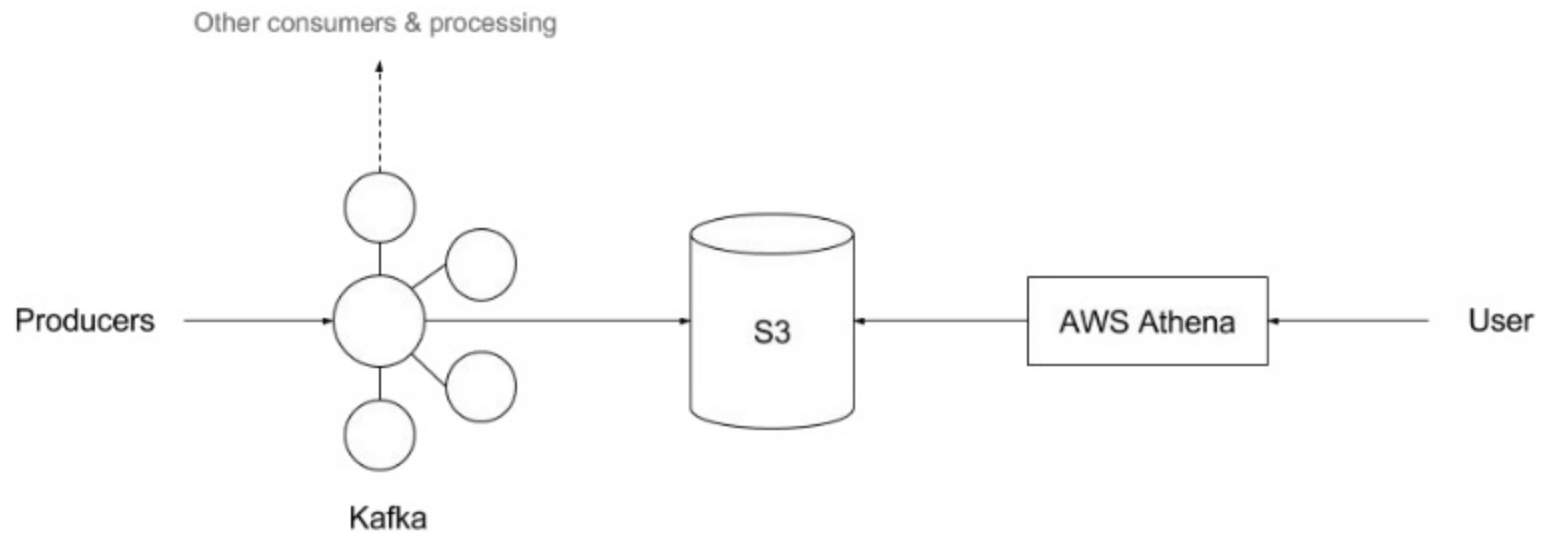 Other consumers & processing
Producers
S3
AWS Athena
User
Kafka